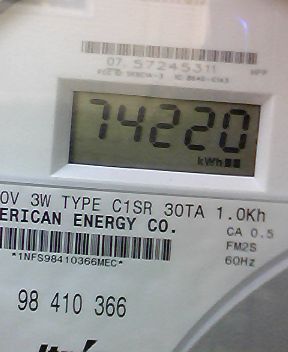 07 57245311
74220
kWh
0V 3W TYPE C1SR 30TA 1.0Kh
ERICAN ENERGY CO.
CA 0.5
FM2S
60Hz
*1NFS98410366MEC*
98 410 366